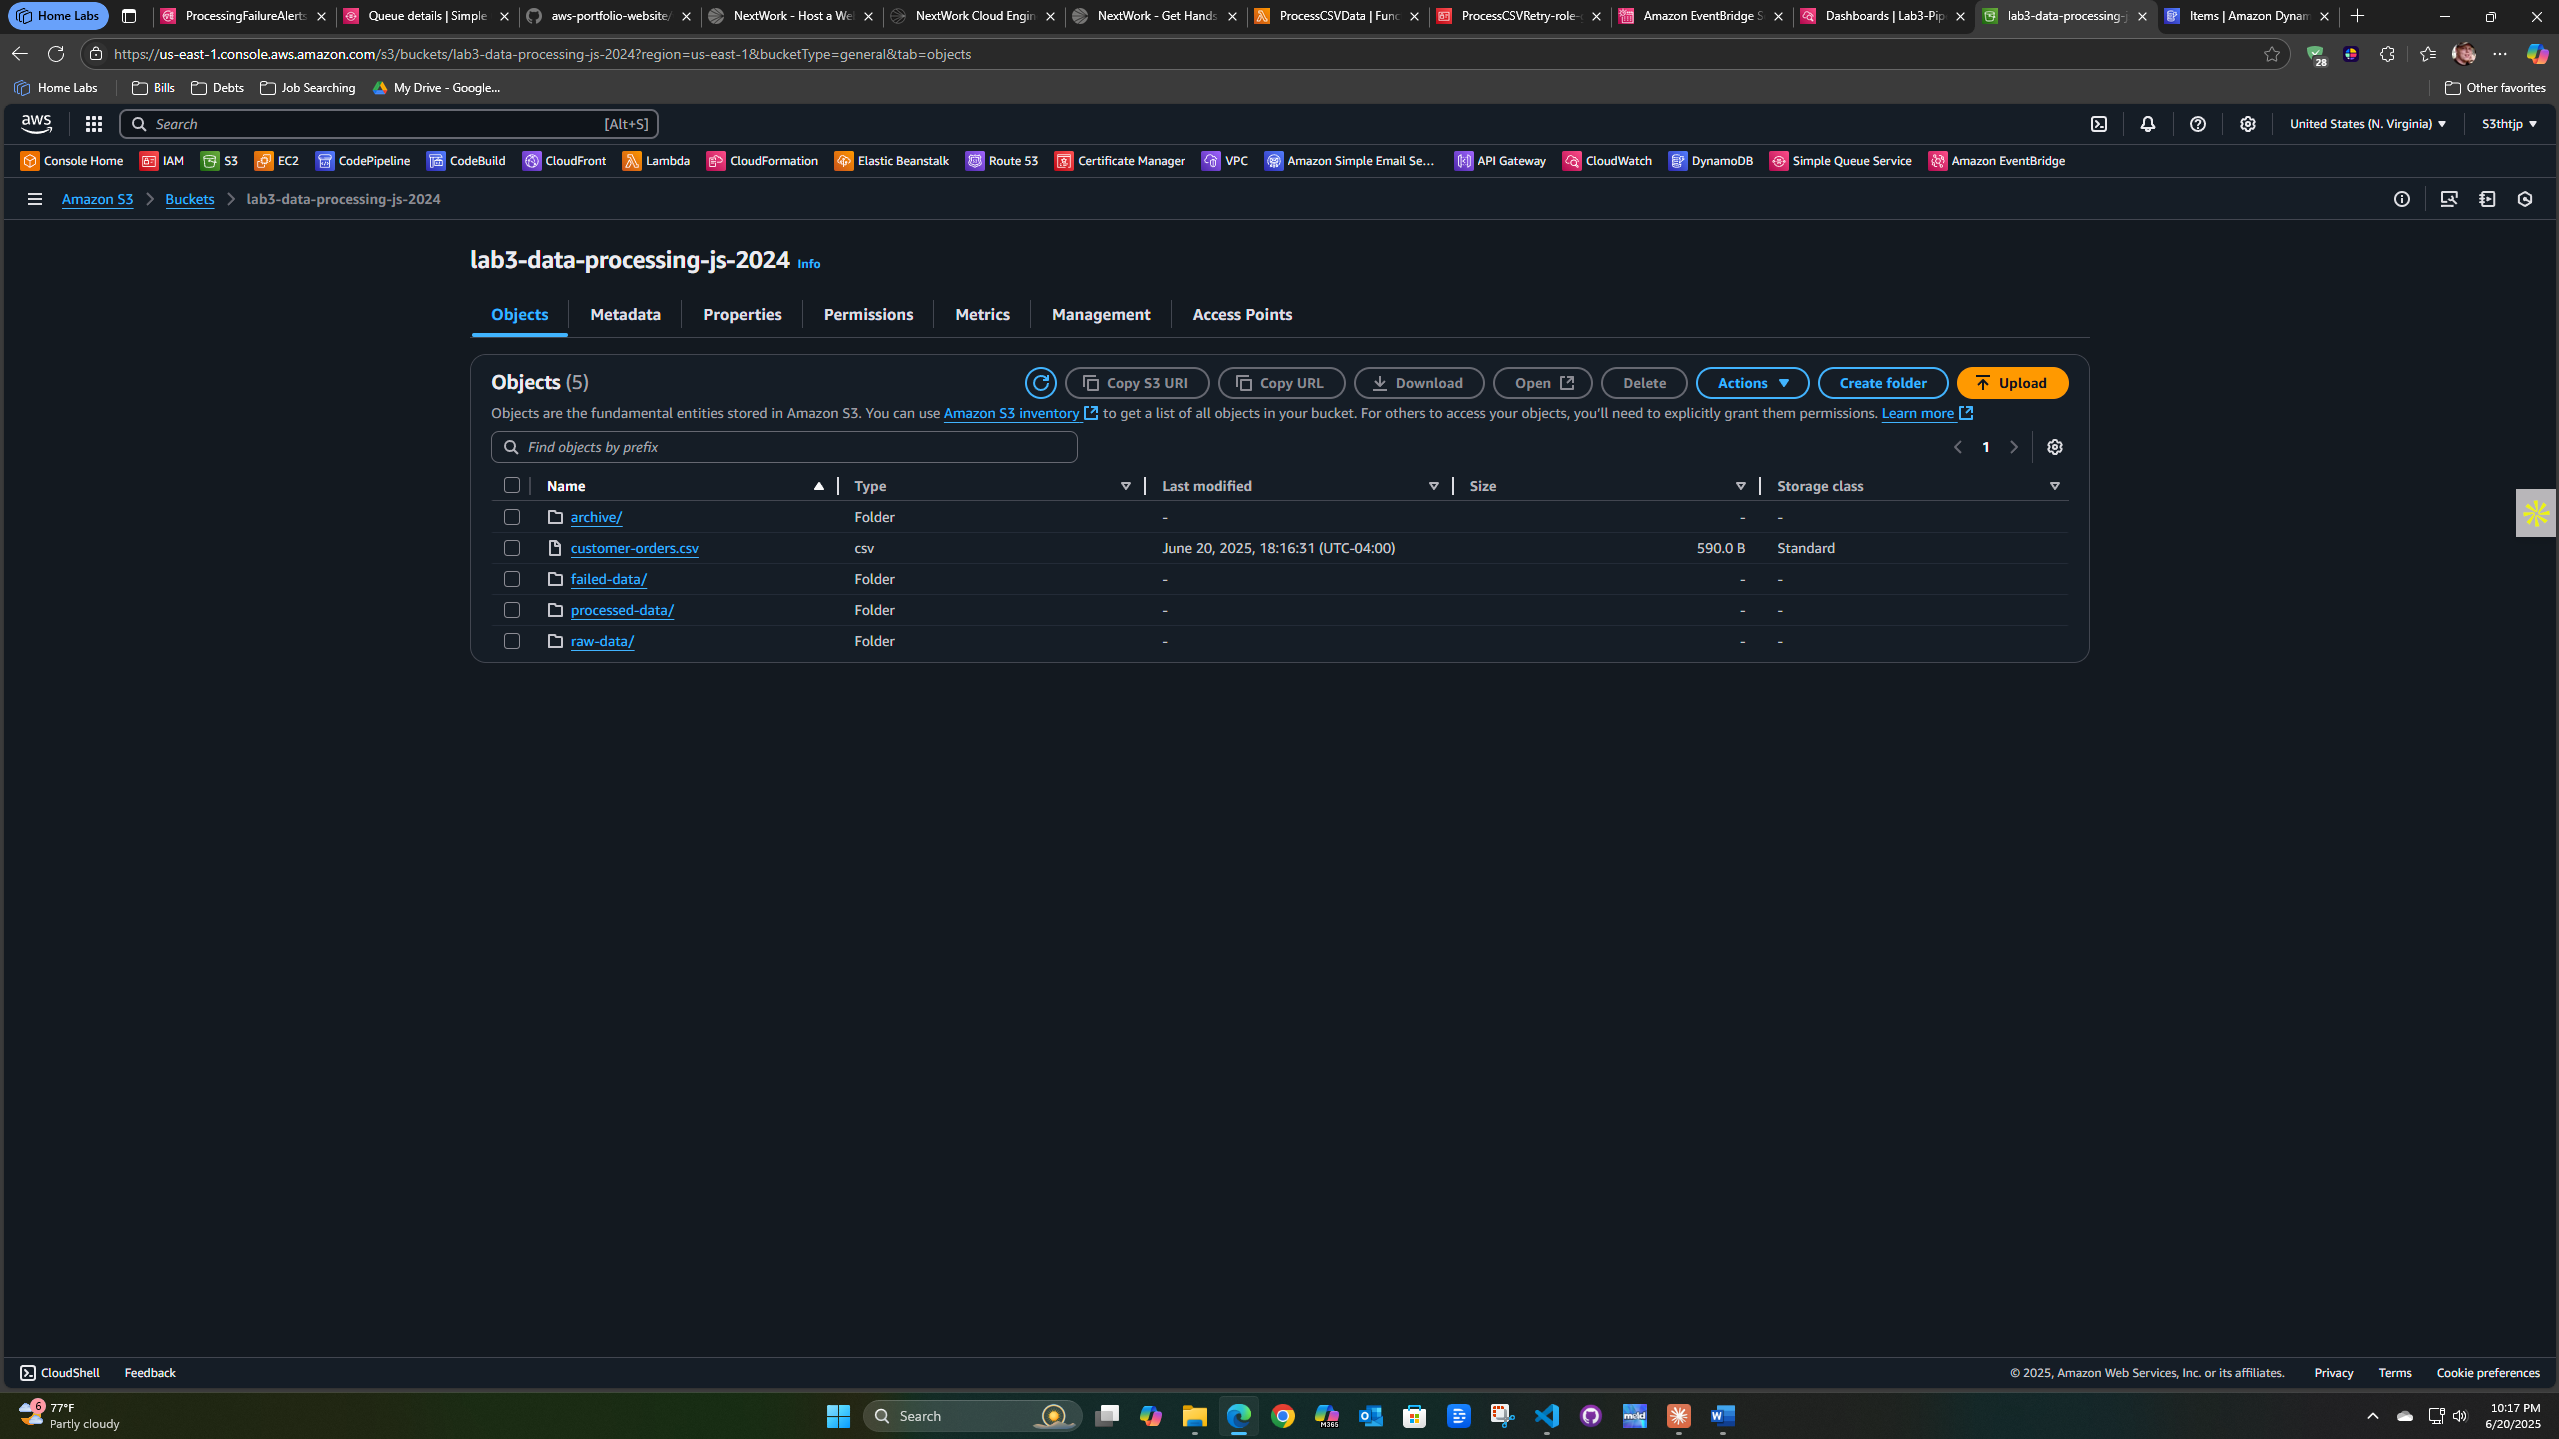 Home Labs
ProcessingFailureAlerts
Queue details | Simple
aws-portfolio-website/
NextWork - Host a We
NextWork Cloud Engin
NextWork - Get Hands
ProcessCSVData | Func
ProcessCSVRetry-role-
Amazon EventBridge S
Dashboards | Lab3-Pip
lab3-data-processing-j
Items | Amazon Dynam
https://us-east-1.console.aws.amazon.com/s3/buckets/lab3-data-processing-js-2024?region=us-east-1&bucketType=general&tab=objects
28
Home Labs
Bills
Debts
Job Searching
My Drive - Google...
Other favorites
aws
Search
[Alt+S]
United States (N. Virginia)
S3thtjp
Console Home
IAM
S3
EC2
CodePipeline
CodeBuild
CloudFront
Lambda
CloudFormation
Elastic Beanstalk
Route 53
Certificate Manager
VPC
Amazon Simple Email Se...
API Gateway
CloudWatch
DynamoDB
Simple Queue Service
Amazon EventBridge
Amazon S3
Buckets
lab3-data-processing-js-2024
lab3-data-processing-js-2024 Info
Objects
Metadata
Properties
Permissions
Metrics
Management
Access Points
Objects (5)
Copy S3 URI
Copy URL
Download
Open
Delete
Actions
Create folder
Upload
Objects are the fundamental entities stored in Amazon S3. You can use Amazon S3 inventory to get a list of all objects in your bucket. For others to access your objects, you'll need to explicitly grant them permissions. Learn more
Find objects by prefix
1
Name Type Last modified Size Storage class
archive/ Folder - - -
customer-orders.csv csv June 20, 2025, 18:16:31 (UTC-04:00) 590.0 B Standard
failed-data/ Folder - - -
processed-data/ Folder - - -
raw-data/ Folder - - -
CloudShell
Feedback
© 2025, Amazon Web Services, Inc. or its affiliates.
Privacy
Terms
Cookie preferences
6
77°F
Partly cloudy
Search
M365
meld
10:17 PM
6/20/2025